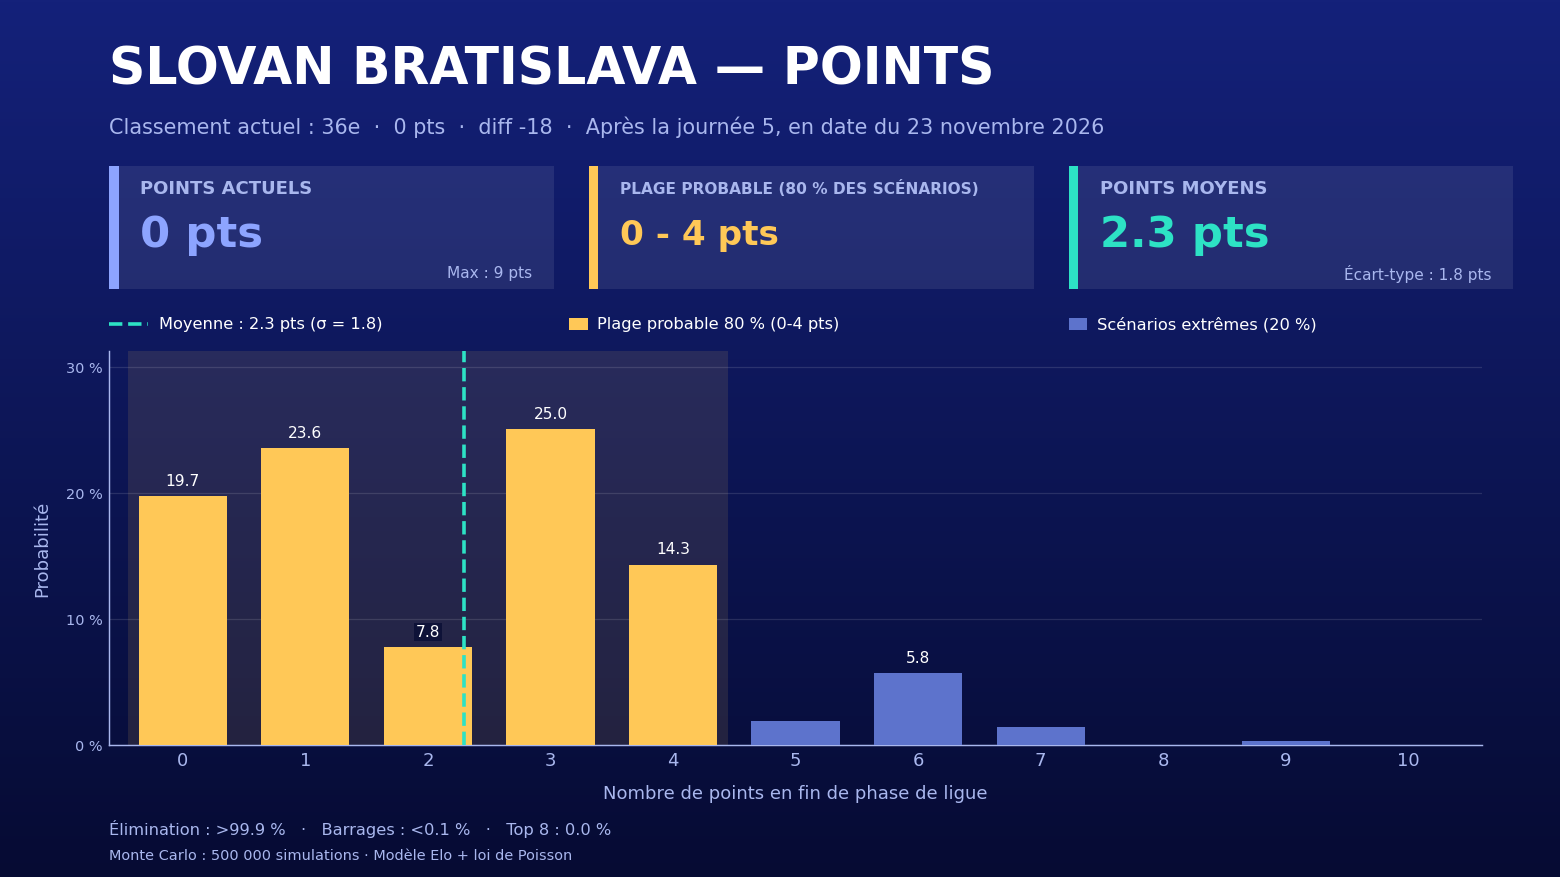 SLOVAN BRATISLAVA — POINTS
Classement actuel : 36e · 0 pts · diff -18 · Après la journée 5, en date du 23 novembre 2026
POINTS ACTUELS
0 pts
Max : 9 pts
PLAGE PROBABLE (80 % DES SCÉNARIOS)
0 - 4 pts
POINTS MOYENS
2.3 pts
Écart-type : 1.8 pts
Moyenne : 2.3 pts (σ = 1.8)
Plage probable 80 % (0-4 pts)
Scénarios extrêmes (20 %)
Probabilité
30 %
20 %
10 %
0 %
19.7
23.6
7.8
25.0
14.3
5.8
0 1 2 3 4 5 6 7 8 9 10
Nombre de points en fin de phase de ligue
Élimination : >99.9 % · Barrages : <0.1 % · Top 8 : 0.0 %
Monte Carlo : 500 000 simulations · Modèle Elo + loi de Poisson